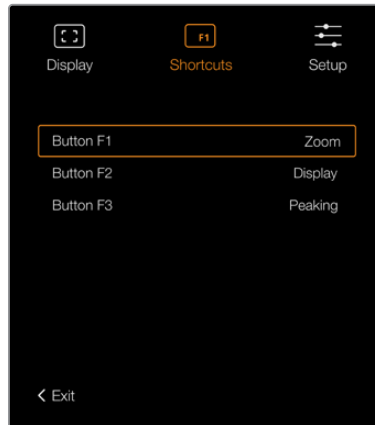 F1
Display Shortcuts Setup
Button F1 Zoom
Button F2 Display
Button F3 Peaking
< Exit